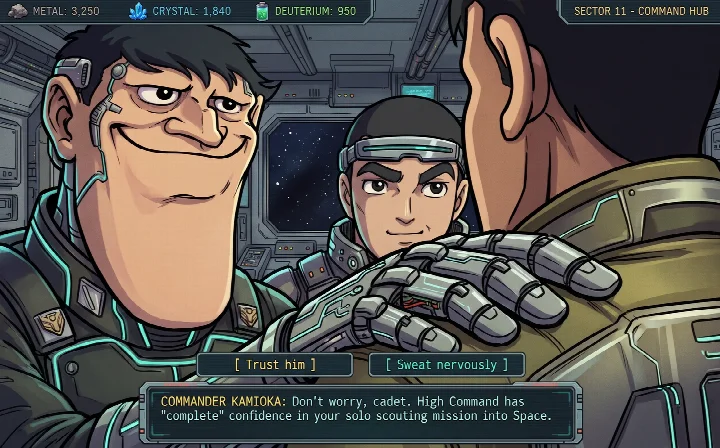 METAL: 3,250 CRYSTAL: 1,840 DEUTERIUM: 950 SECTOR 11 - COMMAND HUB
[ Trust him ] [ Sweat nervously ]
COMMANDER KAMIOKA: Don't worry, cadet. High Command has
"complete" confidence in your solo scouting mission into Space.